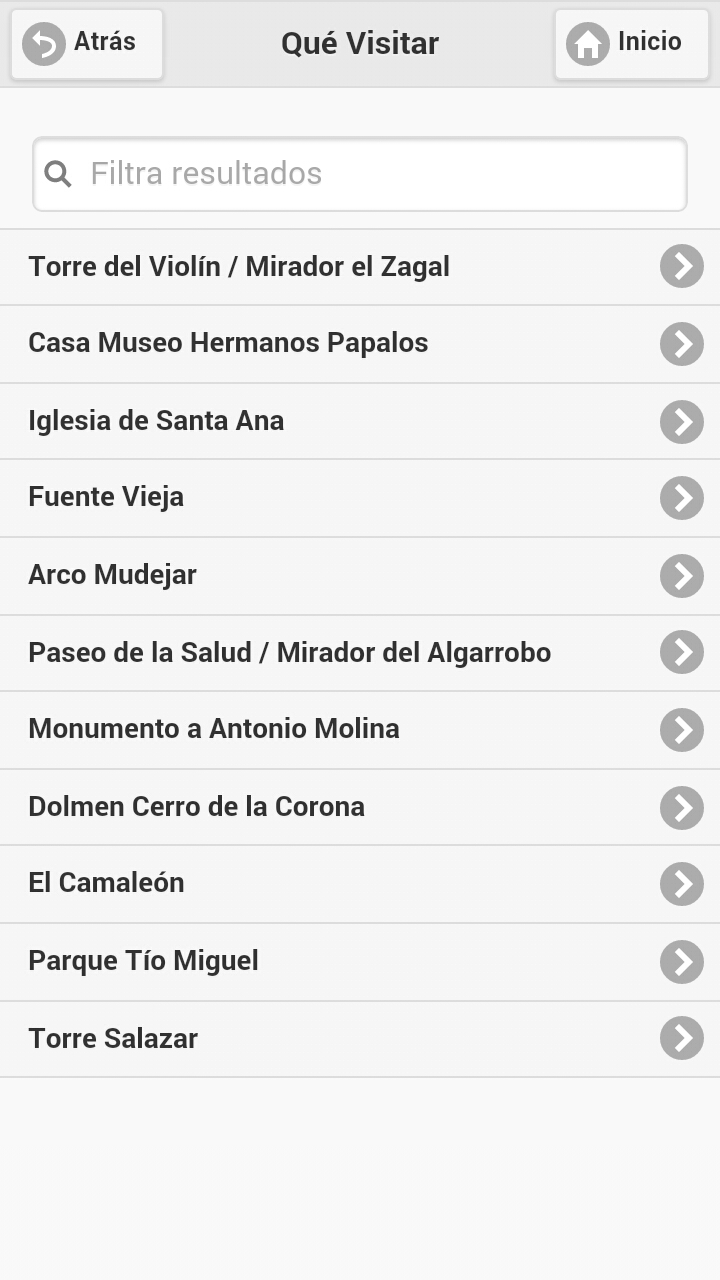 Atrás
Qué Visitar
Inicio
Filtra resultados
Torre del Violín / Mirador el Zagal
Casa Museo Hermanos Papalos
Iglesia de Santa Ana
Fuente Vieja
Arco Mudejar
Paseo de la Salud / Mirador del Algarrobo
Monumento a Antonio Molina
Dolmen Cerro de la Corona
El Camaleón
Parque Tío Miguel
Torre Salazar